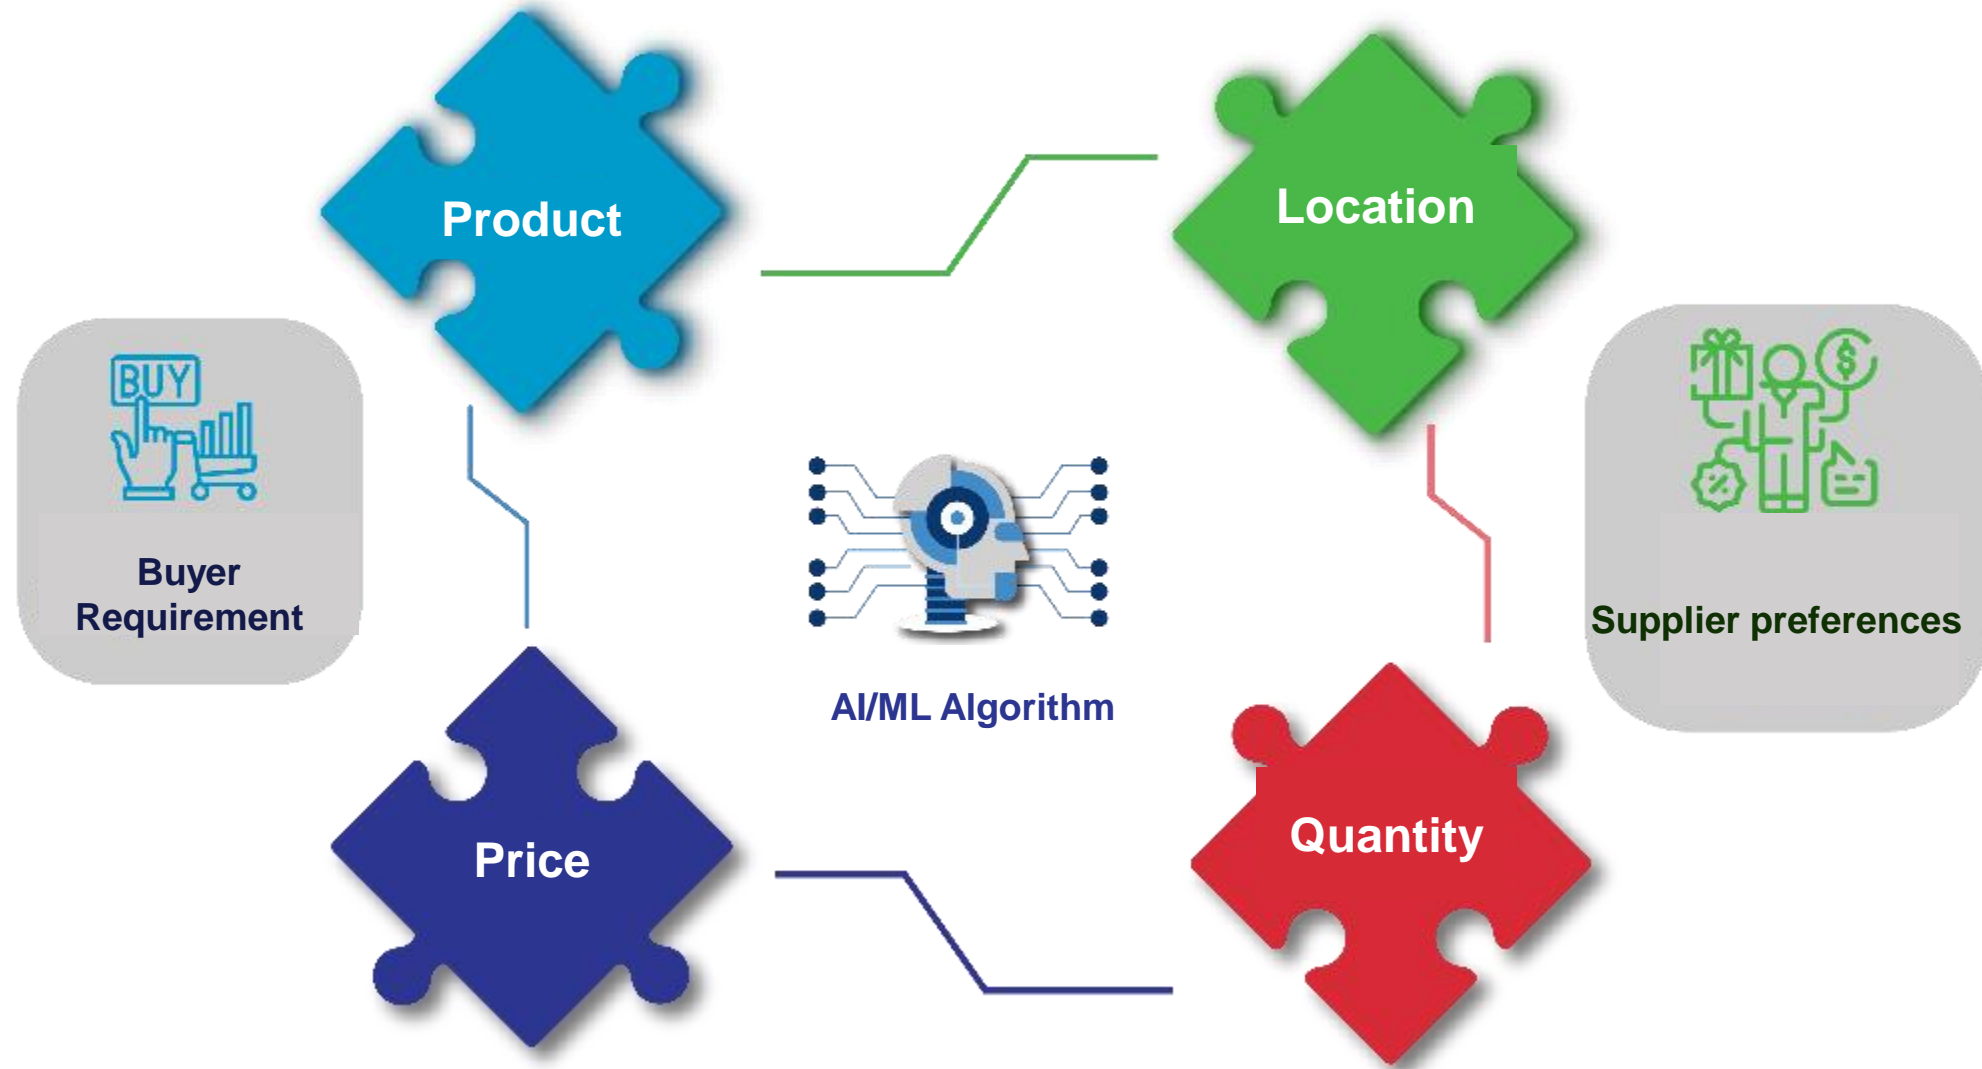 Product
Location
BUY
$
%
Buyer
Requirement
Supplier preferences
AI/ML Algorithm
Price
Quantity